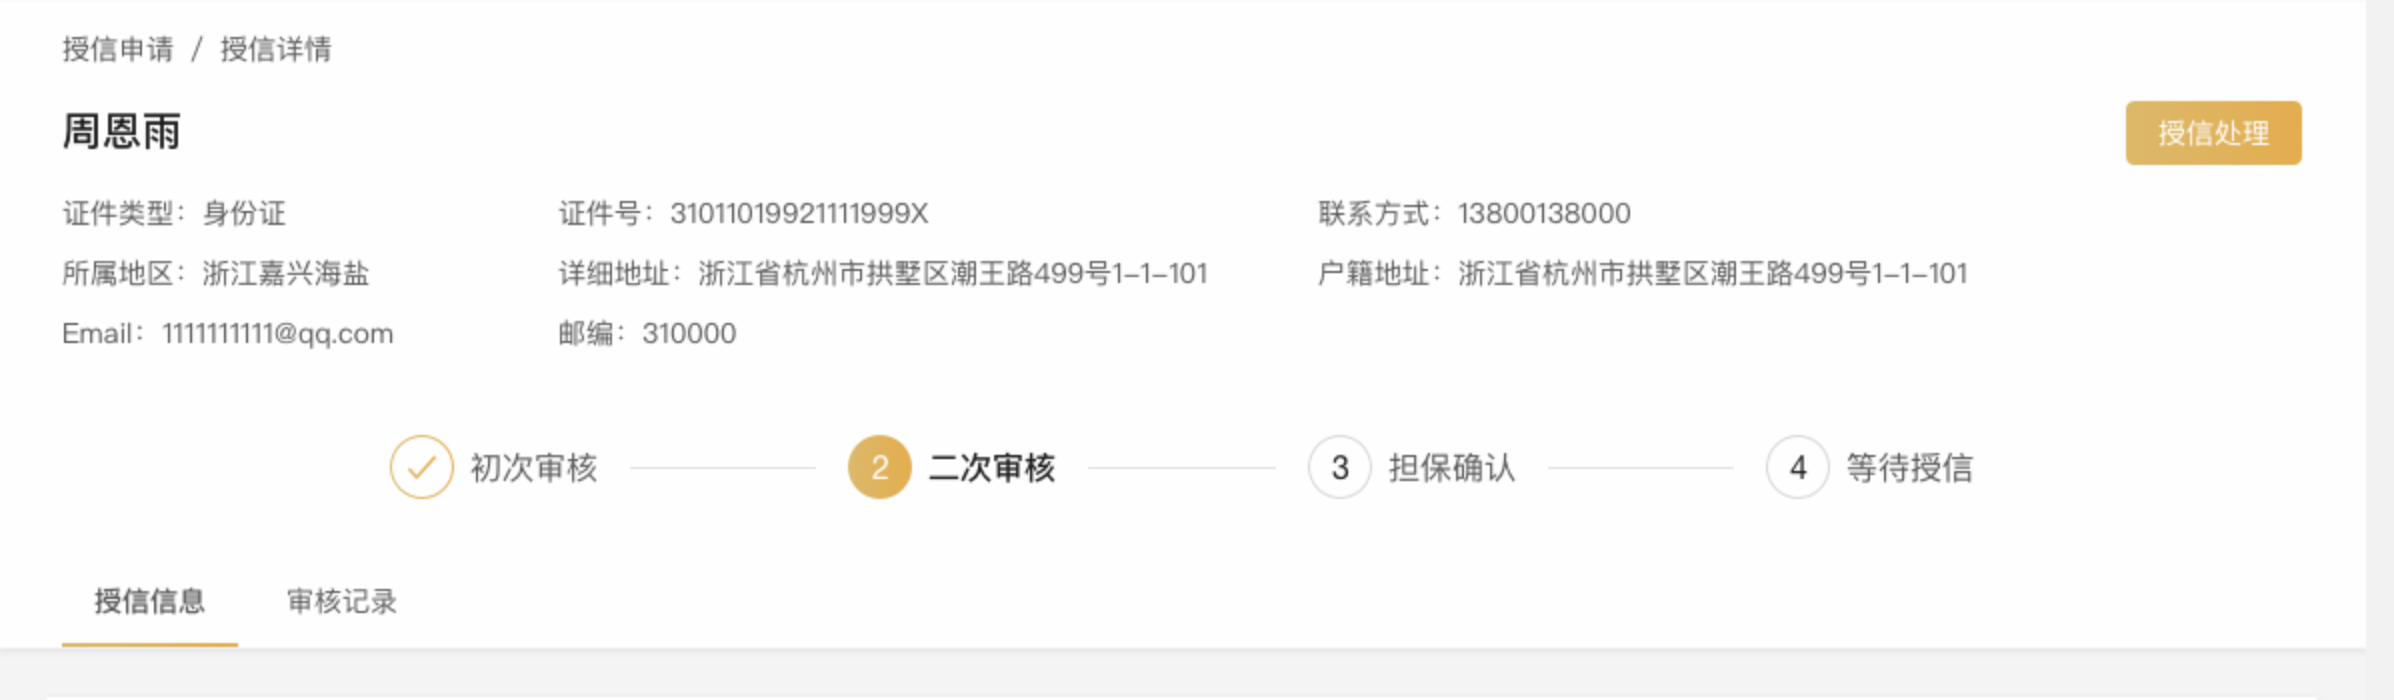 授信申请 / 授信详情
周恩雨
授信处理
证件类型：身份证 证件号：31011019921111999X 联系方式：13800138000
所属地区：浙江嘉兴海盐 详细地址：浙江省杭州市拱墅区潮王路499号1-1-101 户籍地址：浙江省杭州市拱墅区潮王路499号1-1-101
Email：1111111111@qq.com 邮编：310000
初次审核 2 二次审核 3 担保确认 4 等待授信
授信信息 审核记录